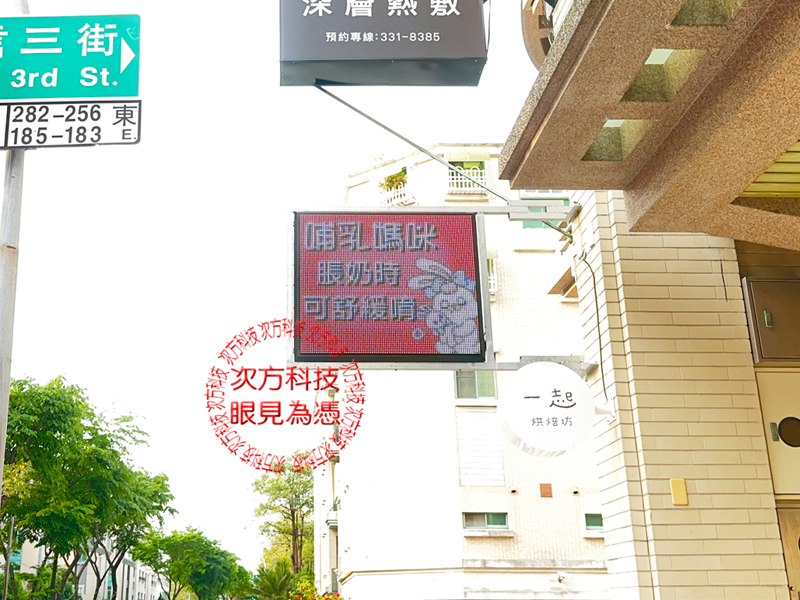 三街
3rd St.
282-256
185-183
東
E.
深層熱敷
預約專線:331-8385
哺乳媽咪
脹奶時
可舒緩唷
次方科技
眼見為憑
一起
烘焙坊